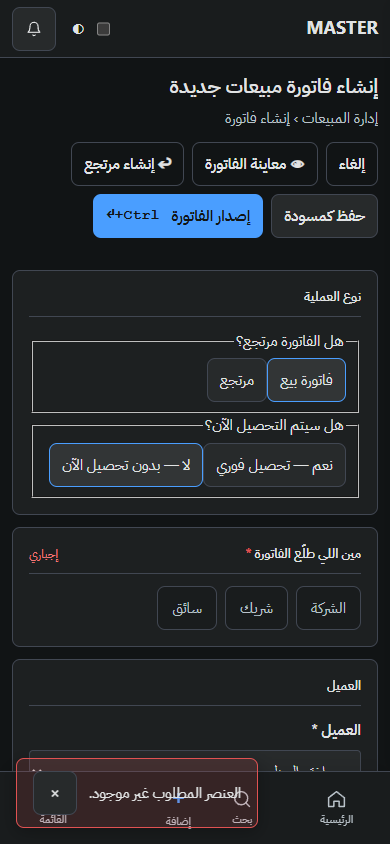 MASTER
إنشاء فاتورة مبيعات جديدة
إدارة المبيعات › إنشاء فاتورة
إلغاء
معاينة الفاتورة
إنشاء مرتجع
حفظ كمسودة
إصدار الفاتورة Ctrl+↵
نوع العملية
هل الفاتورة مرتجع؟
فاتورة بيع
مرتجع
هل سيتم التحصيل الآن؟
نعم — تحصيل فوري
لا — بدون تحصيل الآن
مين اللي طلّع الفاتورة *
إجباري
الشركة
شريك
سائق
العميل
العميل *
العنصر المطلوب غير موجود.
×
الرئيسية
بحث
إضافة
القائمة